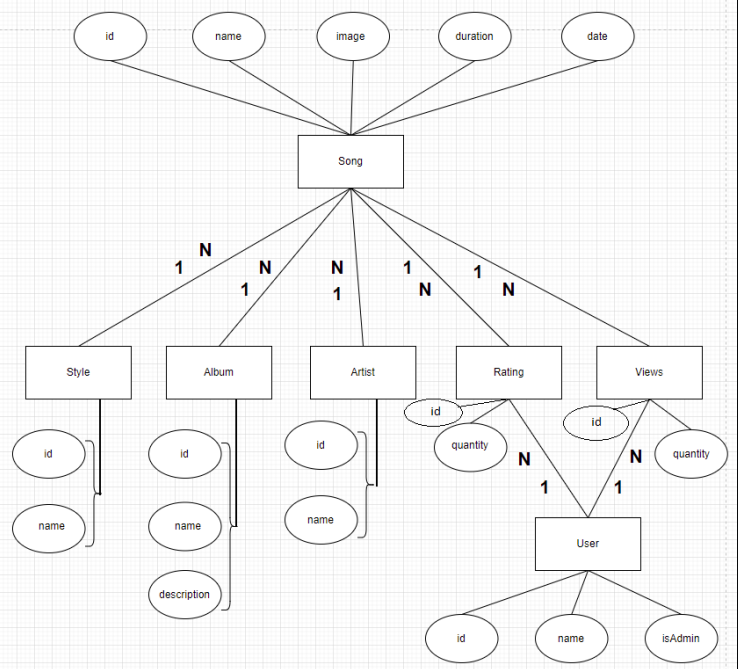 id
name
image
duration
date
Song
N
1
N
1
N
1
1
N
1
N
Style
Album
Artist
Rating
Views
id
name
id
name
description
id
name
id
quantity
id
quantity
N
1
N
1
User
id
name
isAdmin